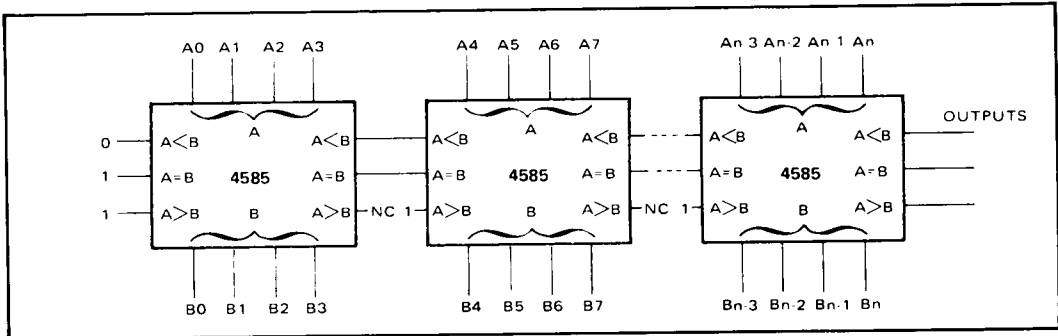 A0 A1 A2 A3 A4 A5 A6 A7 An-3 An-2 An-1 An
OUTPUTS
0 A<B A A<B A<B A A<B A<B A A<B
1 A=B 4585 A=B A=B 4585 A=B A=B 4585 A=B
1 A>B B A>B NC 1 A>B B A>B NC 1 A>B B A>B
B0 B1 B2 B3 B4 B5 B6 B7 Bn-3 Bn-2 Bn-1 Bn